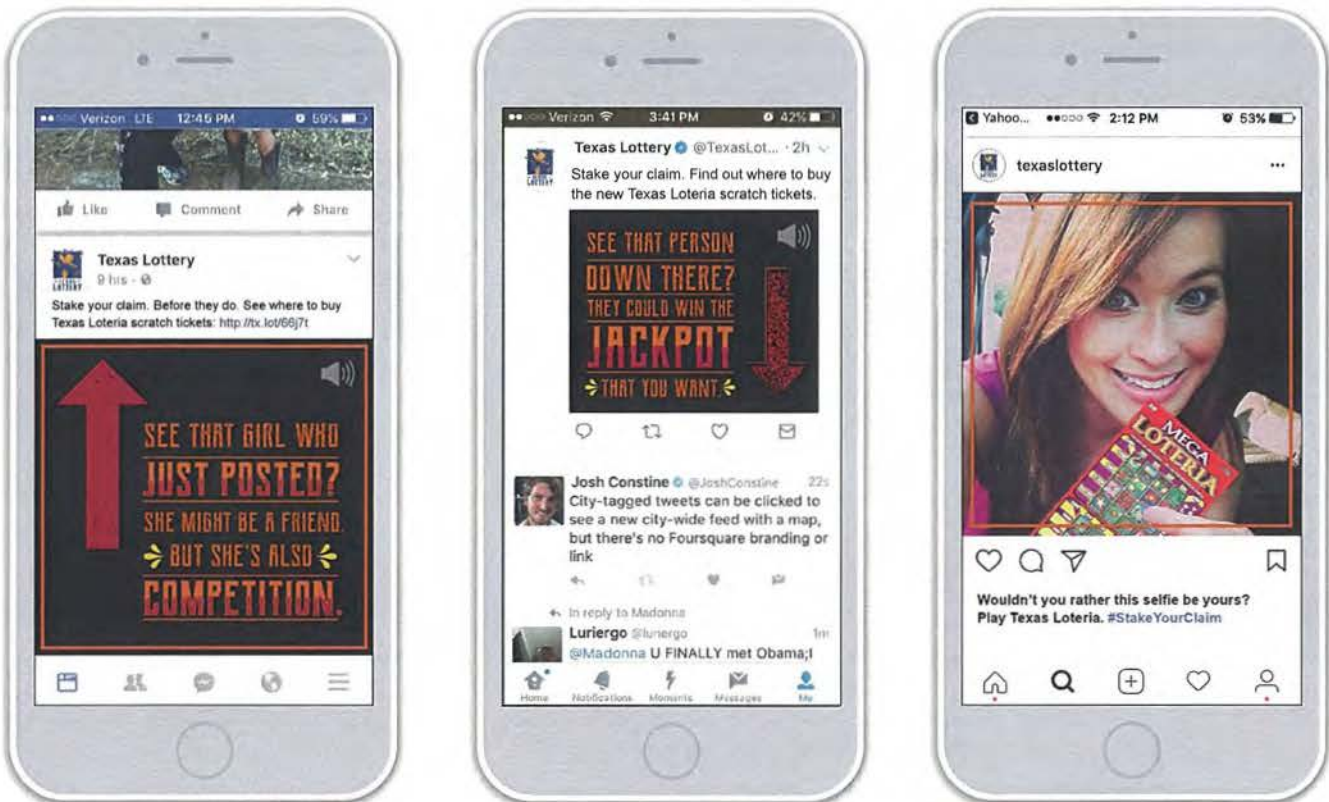 Verizon LTE 12:45 PM 59%
Like Comment Share
Texas Lottery
9 hrs
Stake your claim. Before they do. See where to buy
Texas Loteria scratch tickets: http://tx.lot/66j7t
SEE THAT GIRL WHO
JUST POSTED?
SHE MIGHT BE A FRIEND.
BUT SHE'S ALSO
COMPETITION.
Verizon 3:41 PM 42%
Texas Lottery @TexasLot... · 2h
Stake your claim. Find out where to buy
the new Texas Loteria scratch tickets.
SEE THAT PERSON
DOWN THERE?
THEY COULD WIN THE
JACKPOT
THAT YOU WANT.
Josh Constine @JoshConstine 22s
City-tagged tweets can be clicked to
see a new city-wide feed with a map,
but there's no Foursquare branding or
link
In reply to Madonna
Luriergo @luriergo 1m
@Madonna U FINALLY met Obama;I
Home Notifications Moments Messages Me
Yahoo... 2:12 PM 53%
texaslottery
MEGA
LOTERIA
Wouldn't you rather this selfie be yours?
Play Texas Loteria. #StakeYourClaim